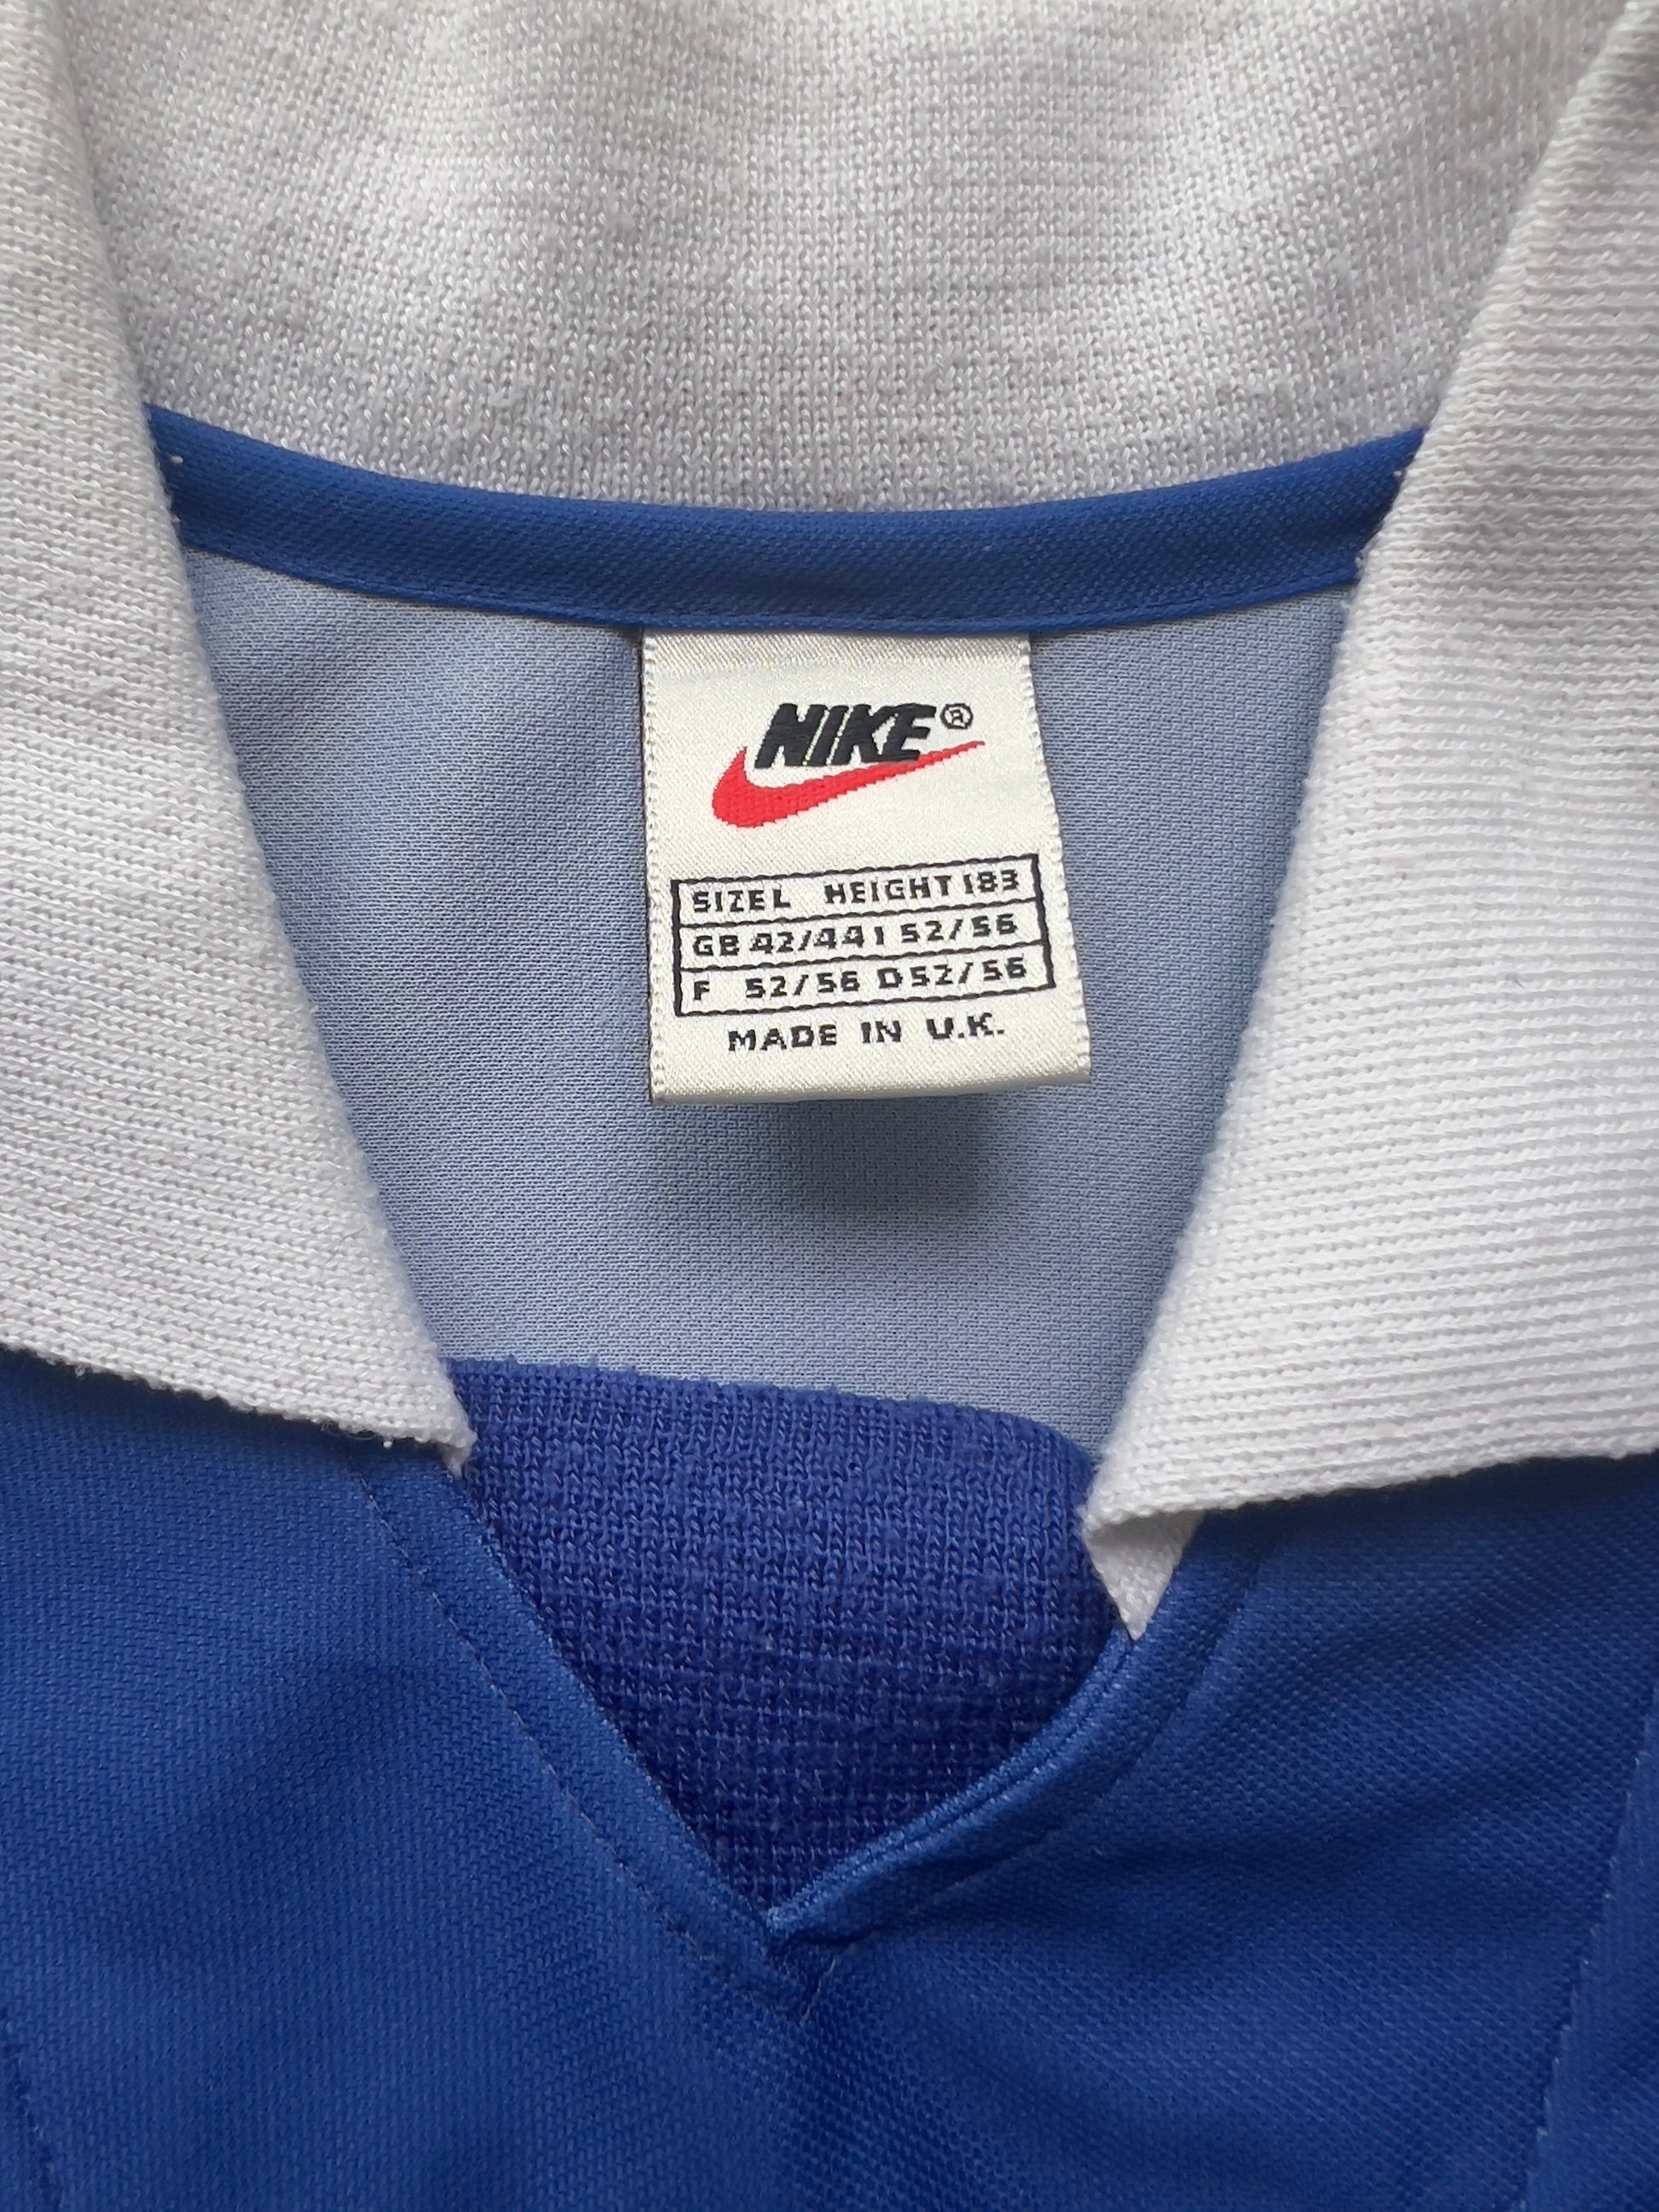 NIKE®
SIZE L HEIGHT 183
GB 42/44 I 52/56
F 52/56 D 52/56
MADE IN U.K.